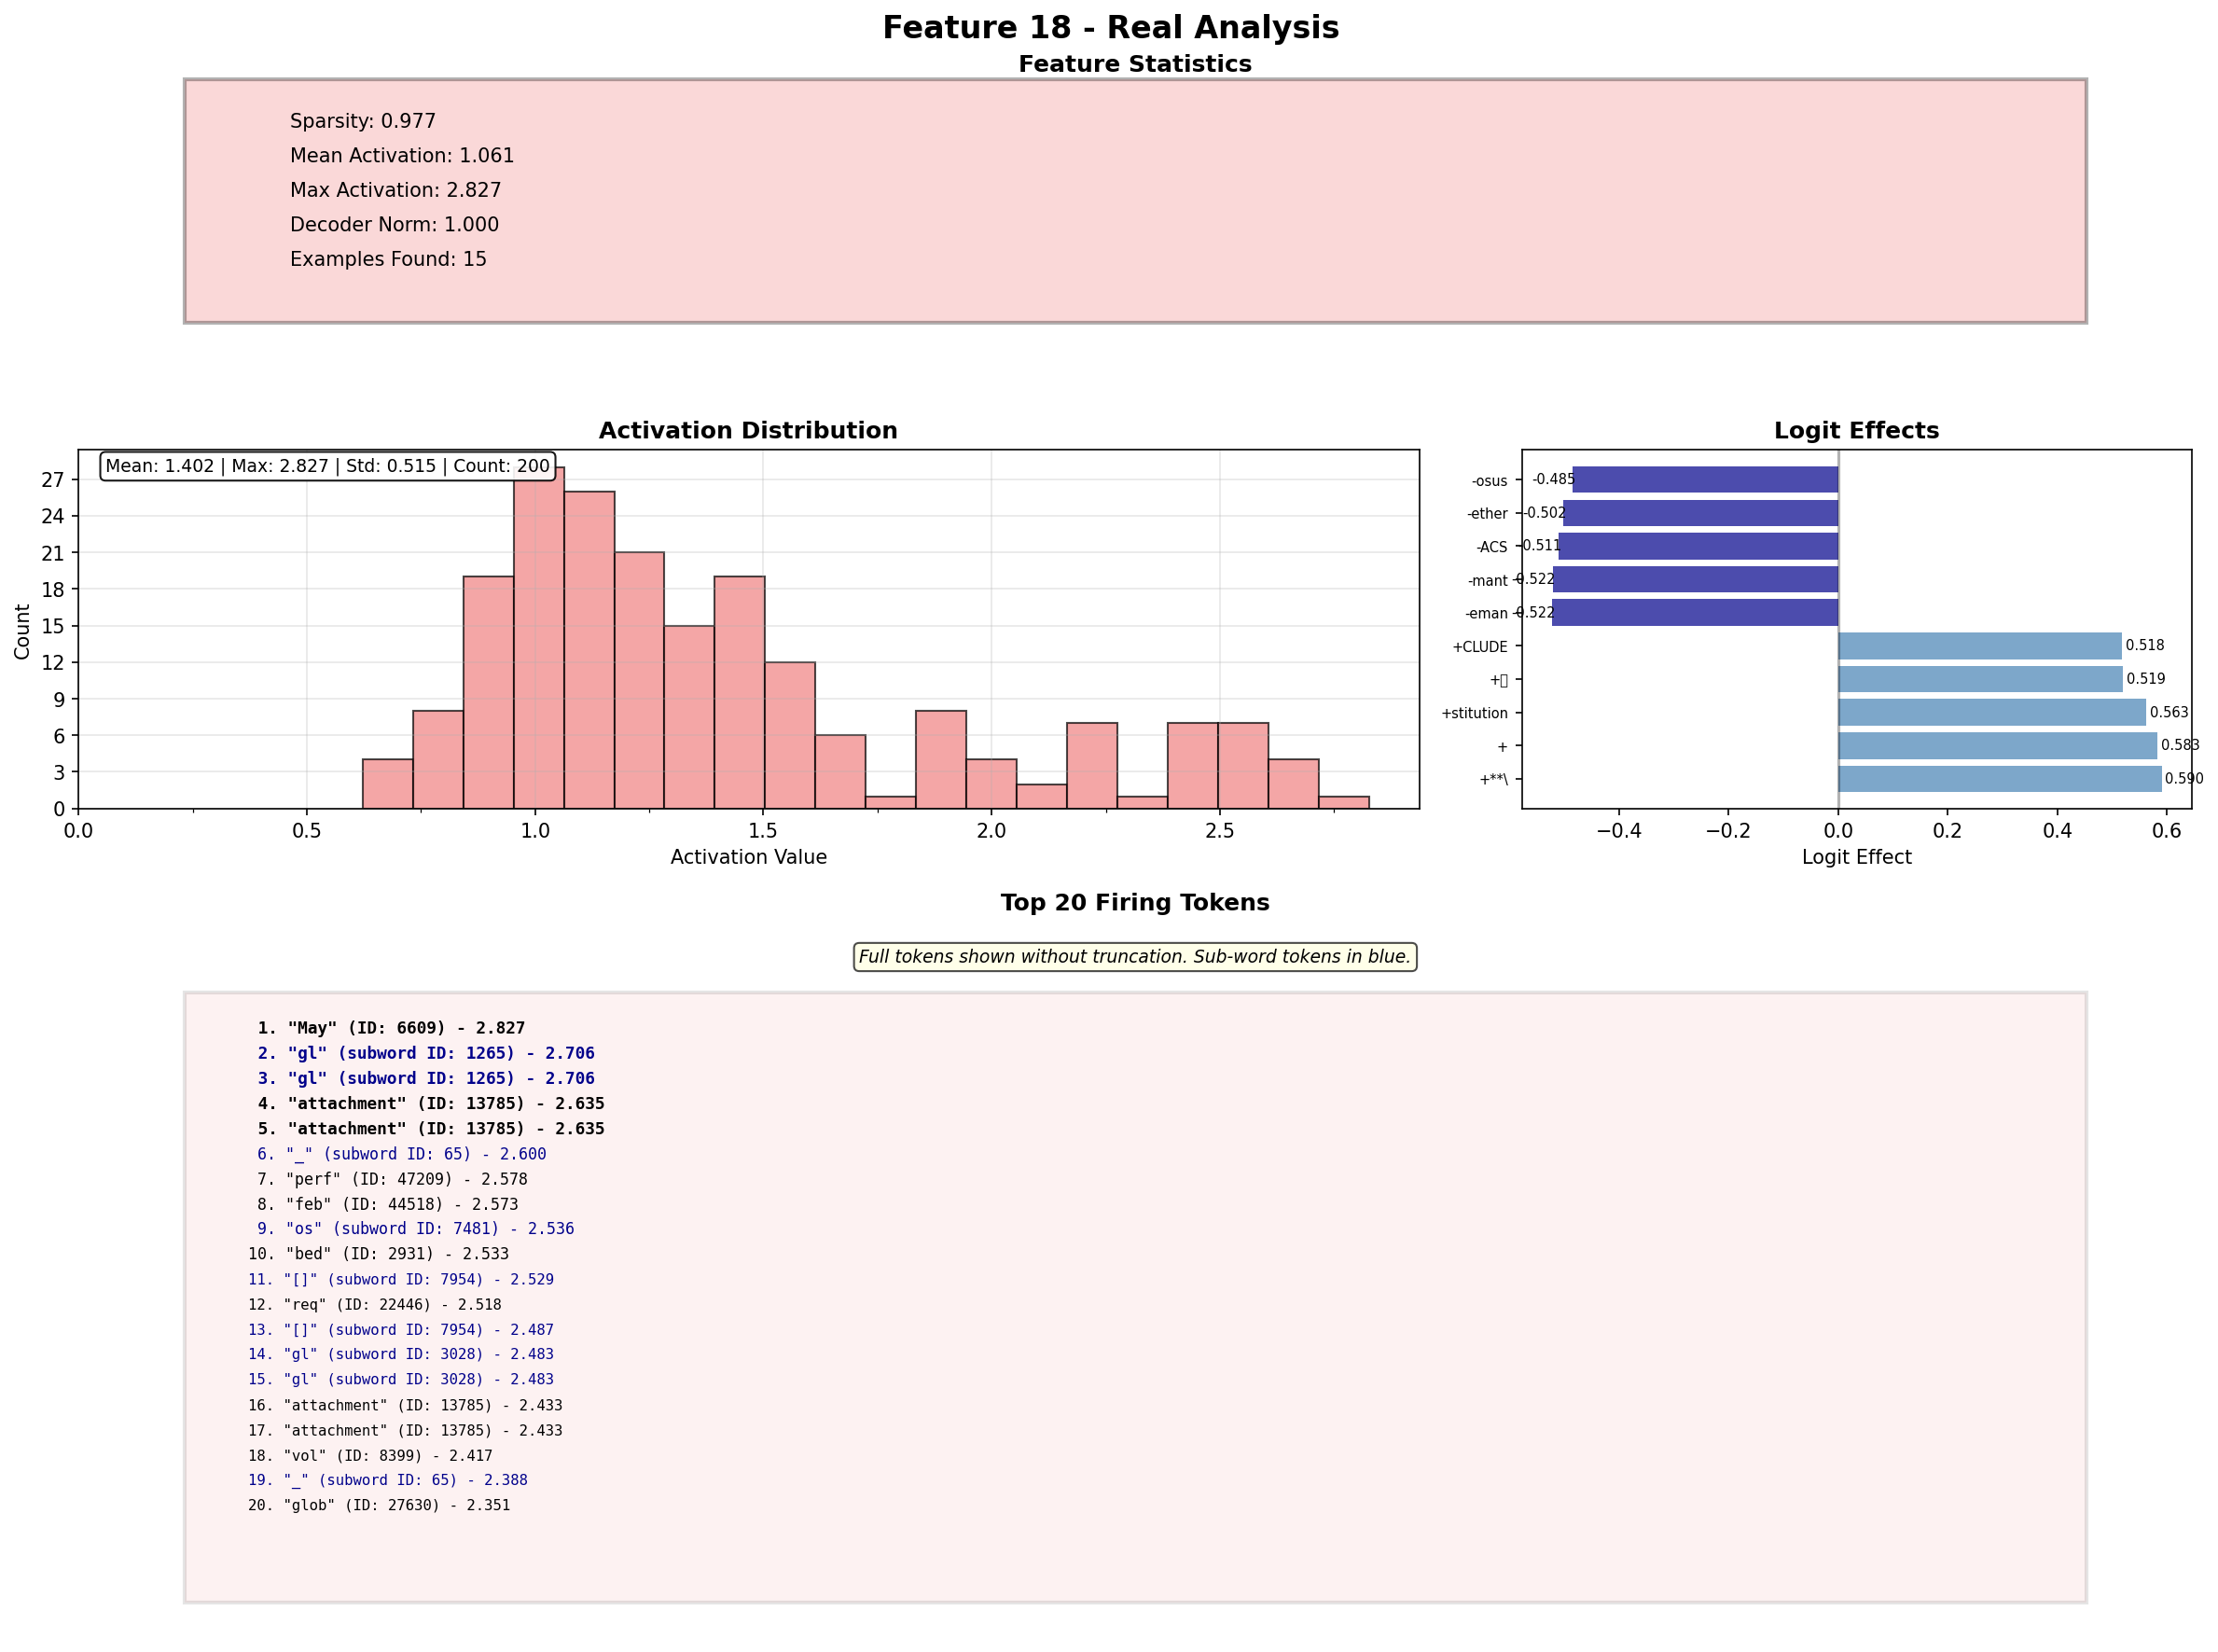 Feature 18 - Real Analysis
Feature Statistics
Sparsity: 0.977
Mean Activation: 1.061
Max Activation: 2.827
Decoder Norm: 1.000
Examples Found: 15
Activation Distribution
Mean: 1.402 | Max: 2.827 | Std: 0.515 | Count: 200
27
24
21
18
15
12
9
6
3
0
Count
0.0 0.5 1.0 1.5 2.0 2.5
Activation Value
Logit Effects
-osus -0.485
-ether -0.502
-ACS -0.511
-mant -0.522
-eman -0.522
+CLUDE 0.518
+▯ 0.519
+stitution 0.563
+ 0.583
+**\ 0.590
−0.4 −0.2 0.0 0.2 0.4 0.6
Logit Effect
Top 20 Firing Tokens
Full tokens shown without truncation. Sub-word tokens in blue.
1. "May" (ID: 6609) - 2.827
2. "gl" (subword ID: 1265) - 2.706
3. "gl" (subword ID: 1265) - 2.706
4. "attachment" (ID: 13785) - 2.635
5. "attachment" (ID: 13785) - 2.635
6. "_" (subword ID: 65) - 2.600
7. "perf" (ID: 47209) - 2.578
8. "feb" (ID: 44518) - 2.573
9. "os" (subword ID: 7481) - 2.536
10. "bed" (ID: 2931) - 2.533
11. "[]" (subword ID: 7954) - 2.529
12. "req" (ID: 22446) - 2.518
13. "[]" (subword ID: 7954) - 2.487
14. "gl" (subword ID: 3028) - 2.483
15. "gl" (subword ID: 3028) - 2.483
16. "attachment" (ID: 13785) - 2.433
17. "attachment" (ID: 13785) - 2.433
18. "vol" (ID: 8399) - 2.417
19. "_" (subword ID: 65) - 2.388
20. "glob" (ID: 27630) - 2.351